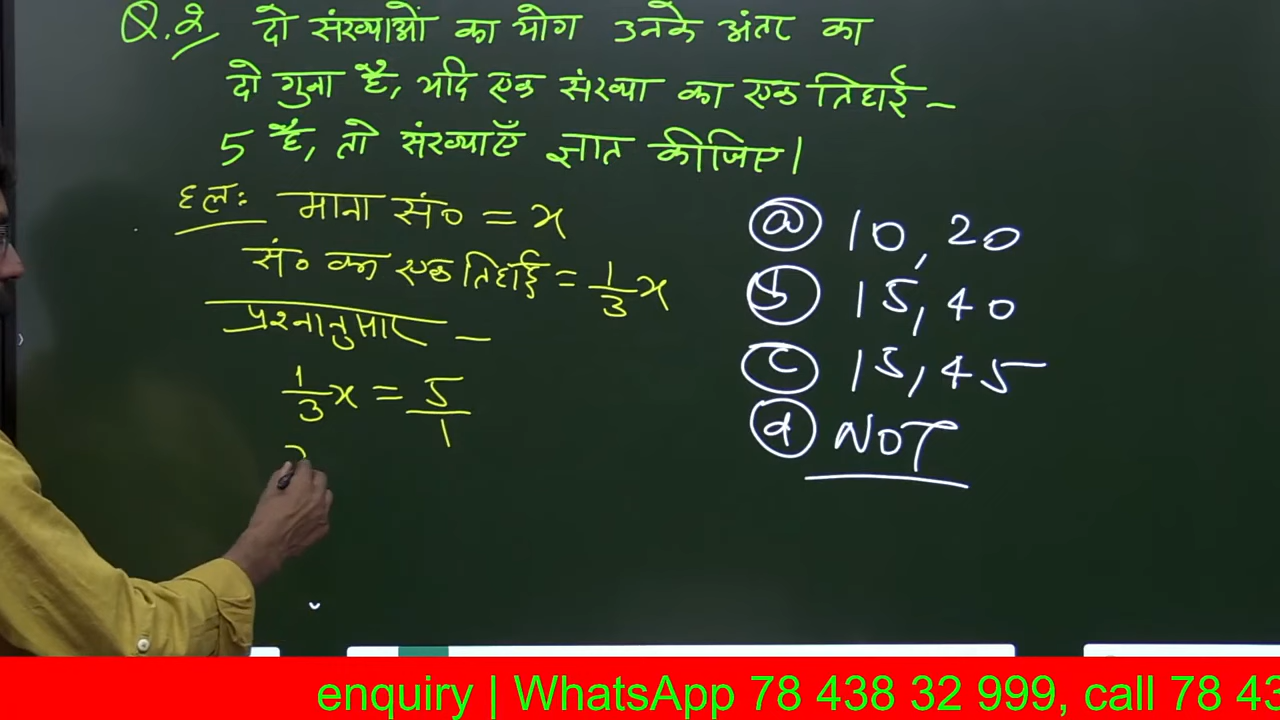 Q.2 दो संख्याओं का योग उनके अंतर का
दो गुना है, यदि एक संख्या का एक तिहाई –
5 है, तो संख्याएँ ज्ञात कीजिए।
हलः माना सं० = x
सं० का एक तिहाई = 1/3 x
प्रश्नानुसार –
1/3 x = 5/1
(a) 10, 20
(b) 15, 40
(c) 15, 45
(d) NOT
enquiry | WhatsApp 78 438 32 999, call 78 43